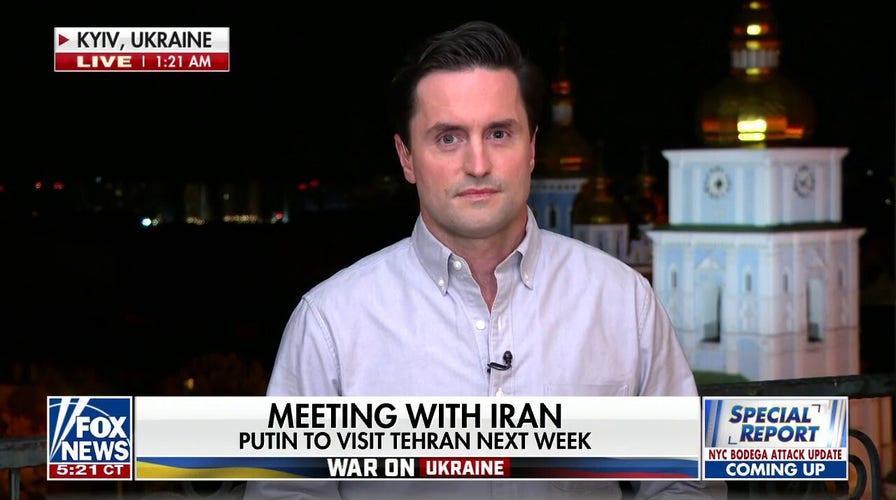 KYIV, UKRAINE
LIVE | 1:21 AM
MEETING WITH IRAN
PUTIN TO VISIT TEHRAN NEXT WEEK
WAR ON UKRAINE
FOX
NEWS
5:21 CT
SPECIAL
REPORT
NYC BODEGA ATTACK UPDATE
COMING UP